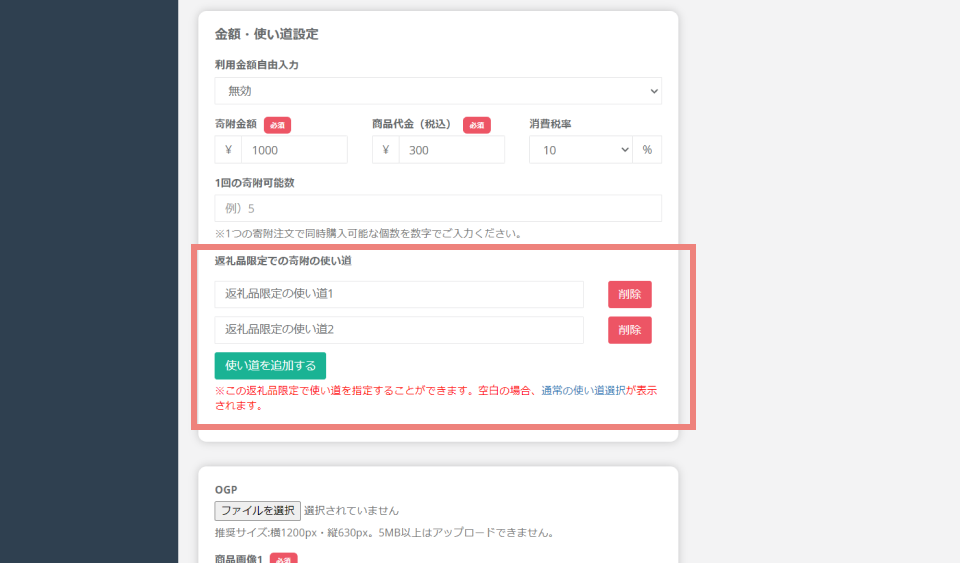 金額・使い道設定
利用金額自由入力
無効
寄附金額 必須 商品代金（税込） 必須 消費税率
¥ 1000 ¥ 300 10 %
1回の寄附可能数
例）5
※1つの寄附注文で同時購入可能な個数を数字でご入力ください。
返礼品限定での寄附の使い道
返礼品限定の使い道1 削除
返礼品限定の使い道2 削除
使い道を追加する
※この返礼品限定で使い道を指定することができます。空白の場合、通常の使い道選択が表示
されます。
OGP
ファイルを選択 選択されていません
推奨サイズ:横1200px・縦630px。5MB以上はアップロードできません。
商品画像1 必須